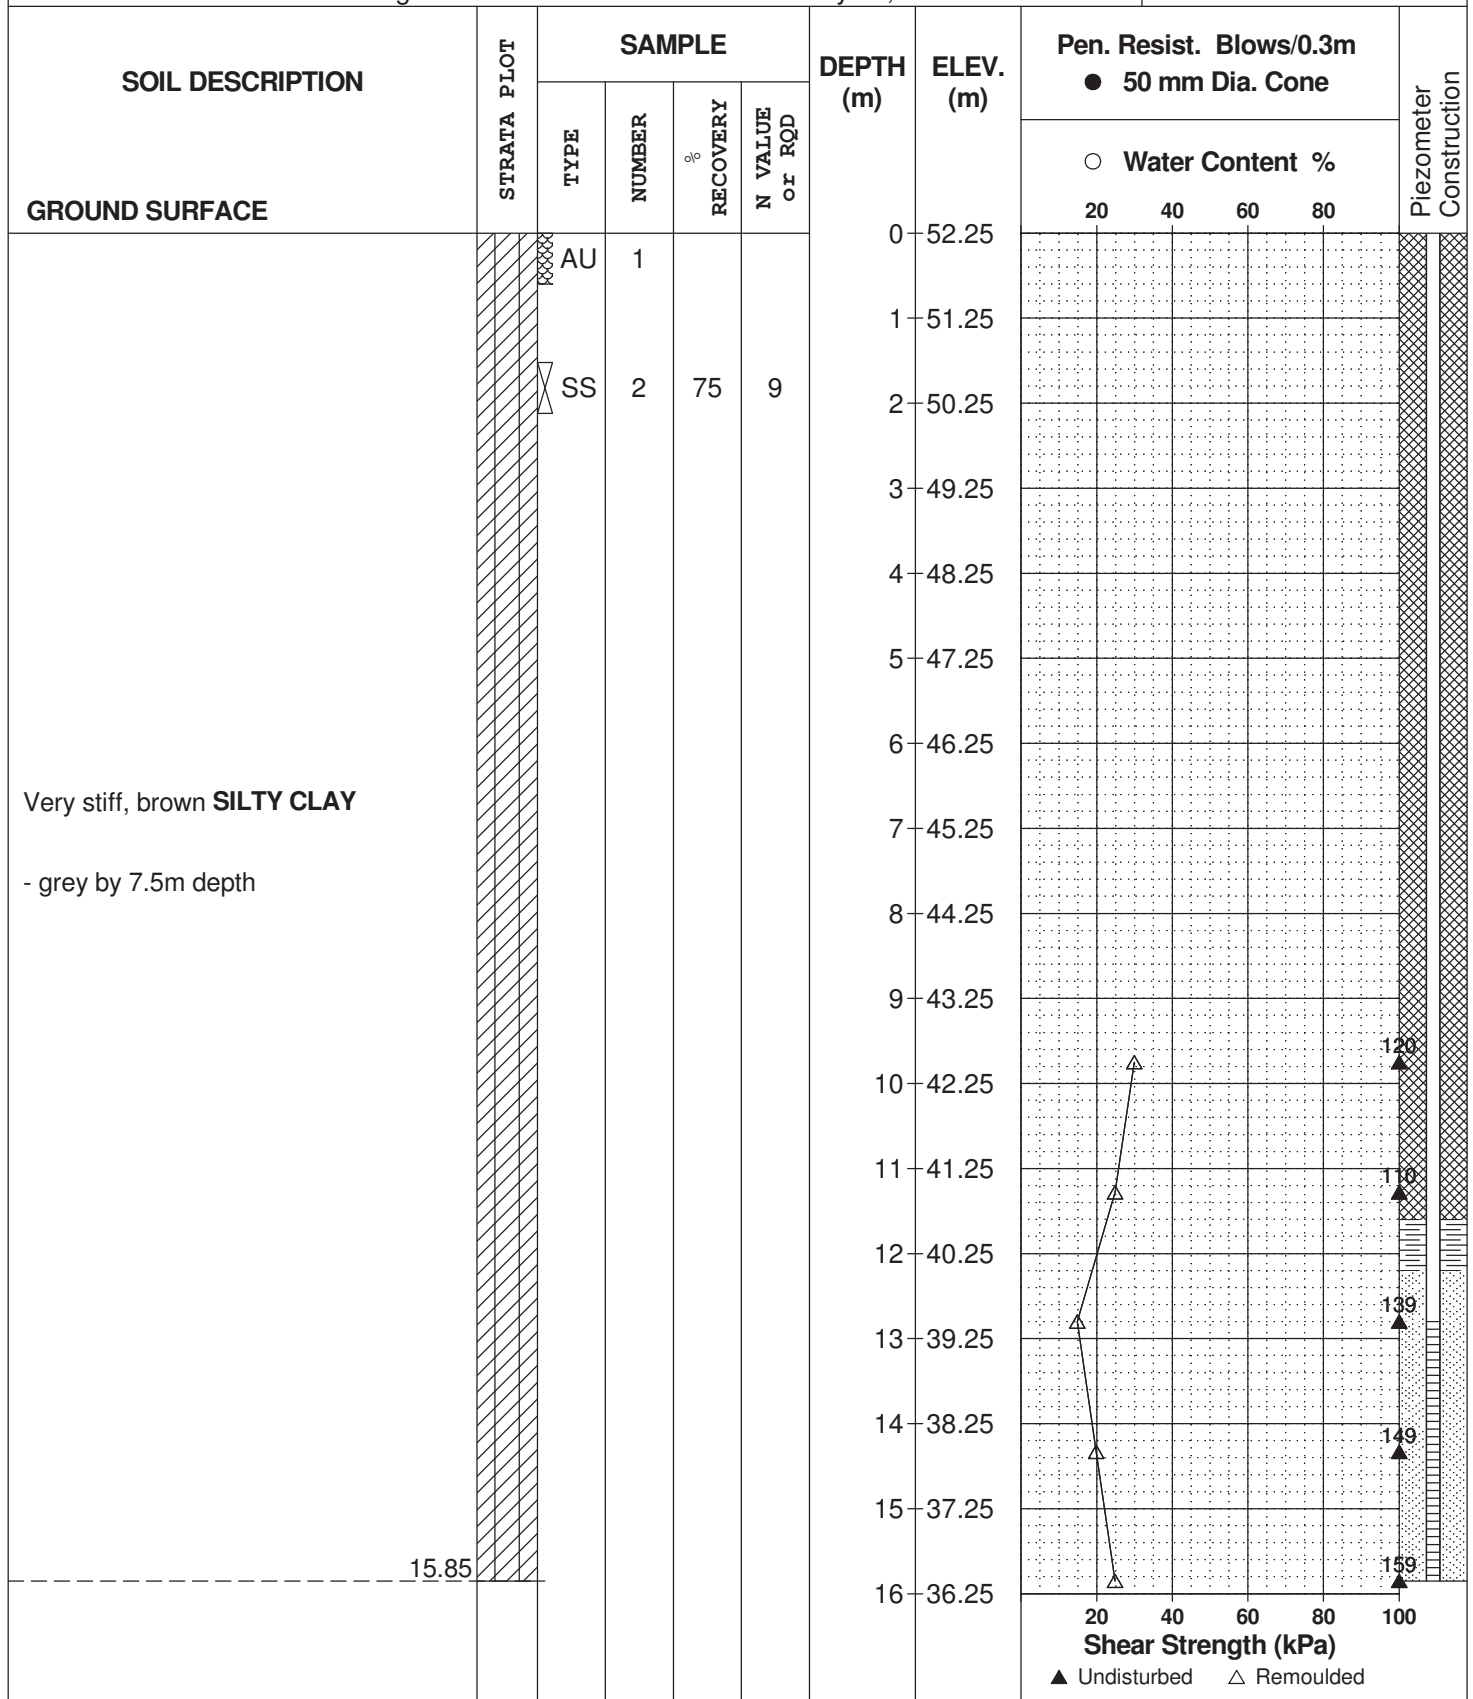 SOIL DESCRIPTION
GROUND SURFACE
STRATA PLOT
SAMPLE
TYPE
NUMBER
%
RECOVERY
N VALUE
or RQD
DEPTH
(m)
ELEV.
(m)
Pen. Resist. Blows/0.3m
● 50 mm Dia. Cone
○ Water Content %
20 40 60 80
Piezometer
Construction
0 52.25
AU 1
1 51.25
SS 2 75 9
2 50.25
3 49.25
4 48.25
5 47.25
6 46.25
Very stiff, brown SILTY CLAY
7 45.25
- grey by 7.5m depth
8 44.25
9 43.25
120
10 42.25
11 41.25
110
12 40.25
139
13 39.25
14 38.25
149
15 37.25
15.85
159
16 36.25
20 40 60 80 100
Shear Strength (kPa)
▲ Undisturbed △ Remoulded